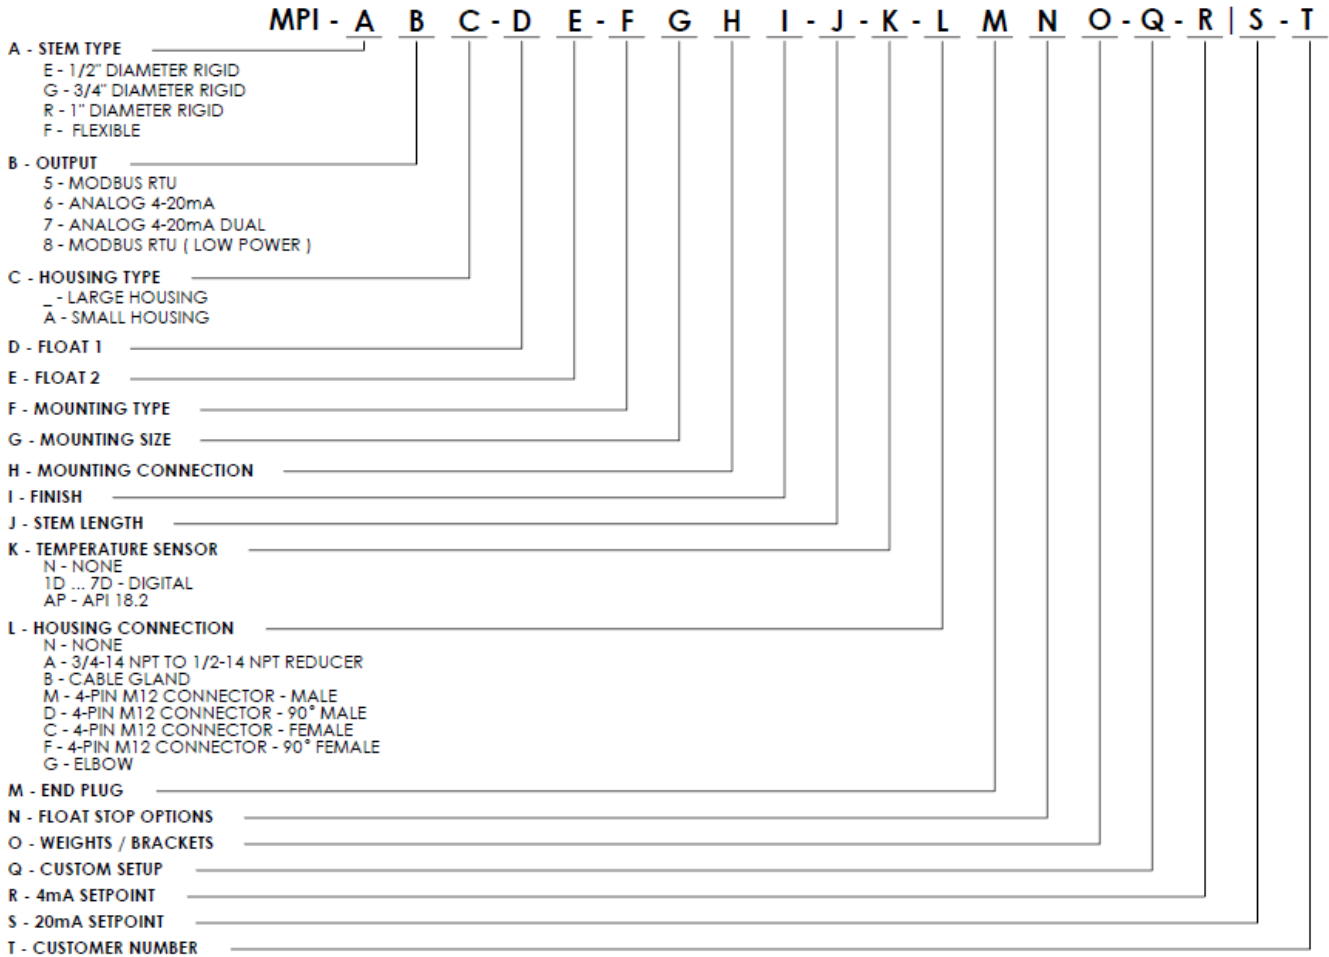 MPI - A B C - D E - F G H I - J - K - L M N O - Q - R | S - T
A - STEM TYPE
E - 1/2" DIAMETER RIGID
G - 3/4" DIAMETER RIGID
R - 1" DIAMETER RIGID
F - FLEXIBLE
B - OUTPUT
5 - MODBUS RTU
6 - ANALOG 4-20mA
7 - ANALOG 4-20mA DUAL
8 - MODBUS RTU ( LOW POWER )
C - HOUSING TYPE
_ - LARGE HOUSING
A - SMALL HOUSING
D - FLOAT 1
E - FLOAT 2
F - MOUNTING TYPE
G - MOUNTING SIZE
H - MOUNTING CONNECTION
I - FINISH
J - STEM LENGTH
K - TEMPERATURE SENSOR
N - NONE
1D ... 7D - DIGITAL
AP - API 18.2
L - HOUSING CONNECTION
N - NONE
A - 3/4-14 NPT TO 1/2-14 NPT REDUCER
B - CABLE GLAND
M - 4-PIN M12 CONNECTOR - MALE
D - 4-PIN M12 CONNECTOR - 90° MALE
C - 4-PIN M12 CONNECTOR - FEMALE
F - 4-PIN M12 CONNECTOR - 90° FEMALE
G - ELBOW
M - END PLUG
N - FLOAT STOP OPTIONS
O - WEIGHTS / BRACKETS
Q - CUSTOM SETUP
R - 4mA SETPOINT
S - 20mA SETPOINT
T - CUSTOMER NUMBER